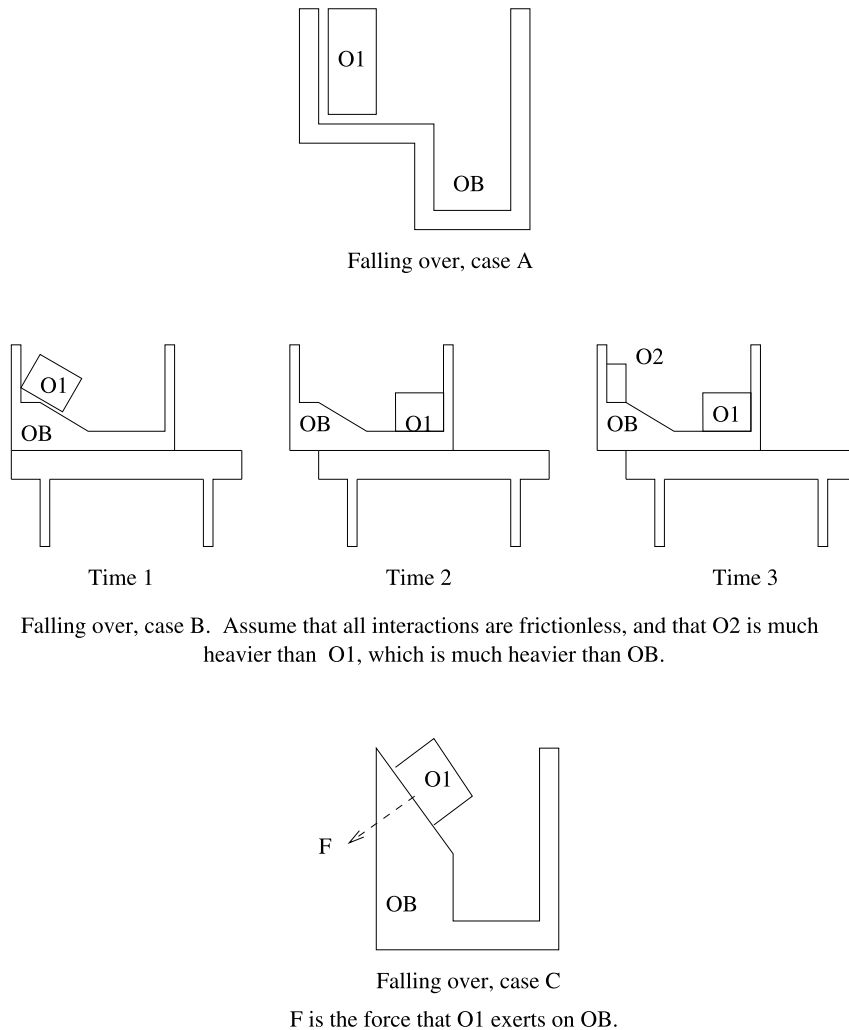 O1
OB
Falling over, case A
O1
OB
O1
OB
O2
OB
O1
Time 1
Time 2
Time 3
Falling over, case B.  Assume that all interactions are frictionless, and that O2 is much
heavier than  O1, which is much heavier than OB.
O1
F
OB
Falling over, case C
F is the force that O1 exerts on OB.